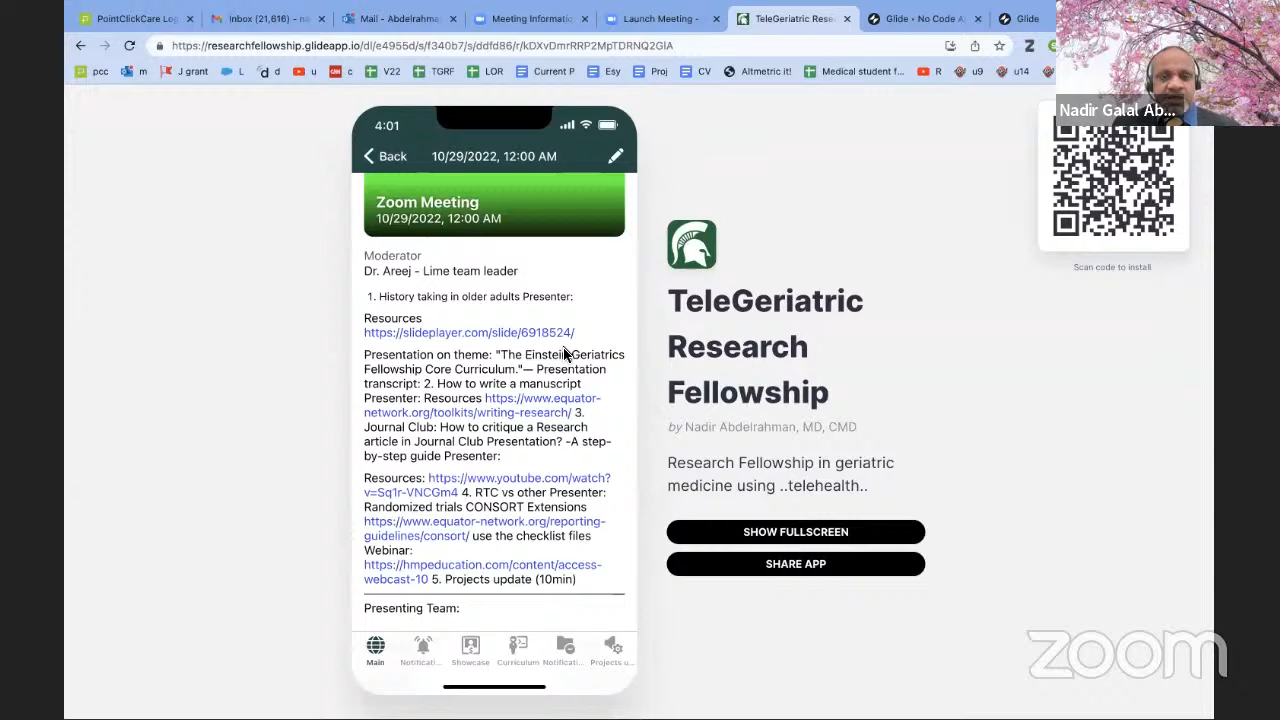 PointClickCare Log
Inbox (21,616) - na
Mail - Abdelrahma
Meeting Informatic
Launch Meeting -
TeleGeriatric Rese
Glide • No Code A
Glide
https://researchfellowship.glideapp.io/dl/e4955d/s/f340b7/s/ddfd86/r/kDXvDmrRRP2MpTDRNQ2GlA
pcc
m
J grant
L
d
u
c
V22
TGRF
LOR
Current P
Esy
Proj
CV
Altmetric it!
Medical student f...
R
u9
u14
Nadir Galal Ab...
4:01
Back
10/29/2022, 12:00 AM
Zoom Meeting
10/29/2022, 12:00 AM
Moderator
Dr. Areej - Lime team leader
1. History taking in older adults Presenter:
Resources
https://slideplayer.com/slide/6918524/
Presentation on theme: "The Einstein Geriatrics
Fellowship Core Curriculum."— Presentation
transcript: 2. How to write a manuscript
Presenter: Resources https://www.equator-
network.org/toolkits/writing-research/ 3.
Journal Club: How to critique a Research
article in Journal Club Presentation? -A step-
by-step guide Presenter:
Resources: https://www.youtube.com/watch?
v=Sq1r-VNCGm4 4. RTC vs other Presenter:
Randomized trials CONSORT Extensions
https://www.equator-network.org/reporting-
guidelines/consort/ use the checklist files
Webinar:
https://hmpeducation.com/content/access-
webcast-10 5. Projects update (10min)
Presenting Team:
Main
Notificati...
Showcase
Curriculum
Notificati...
Projects u...
TeleGeriatric
Research
Fellowship
by Nadir Abdelrahman, MD, CMD
Research Fellowship in geriatric
medicine using ..telehealth..
SHOW FULLSCREEN
SHARE APP
Scan code to install
zoom